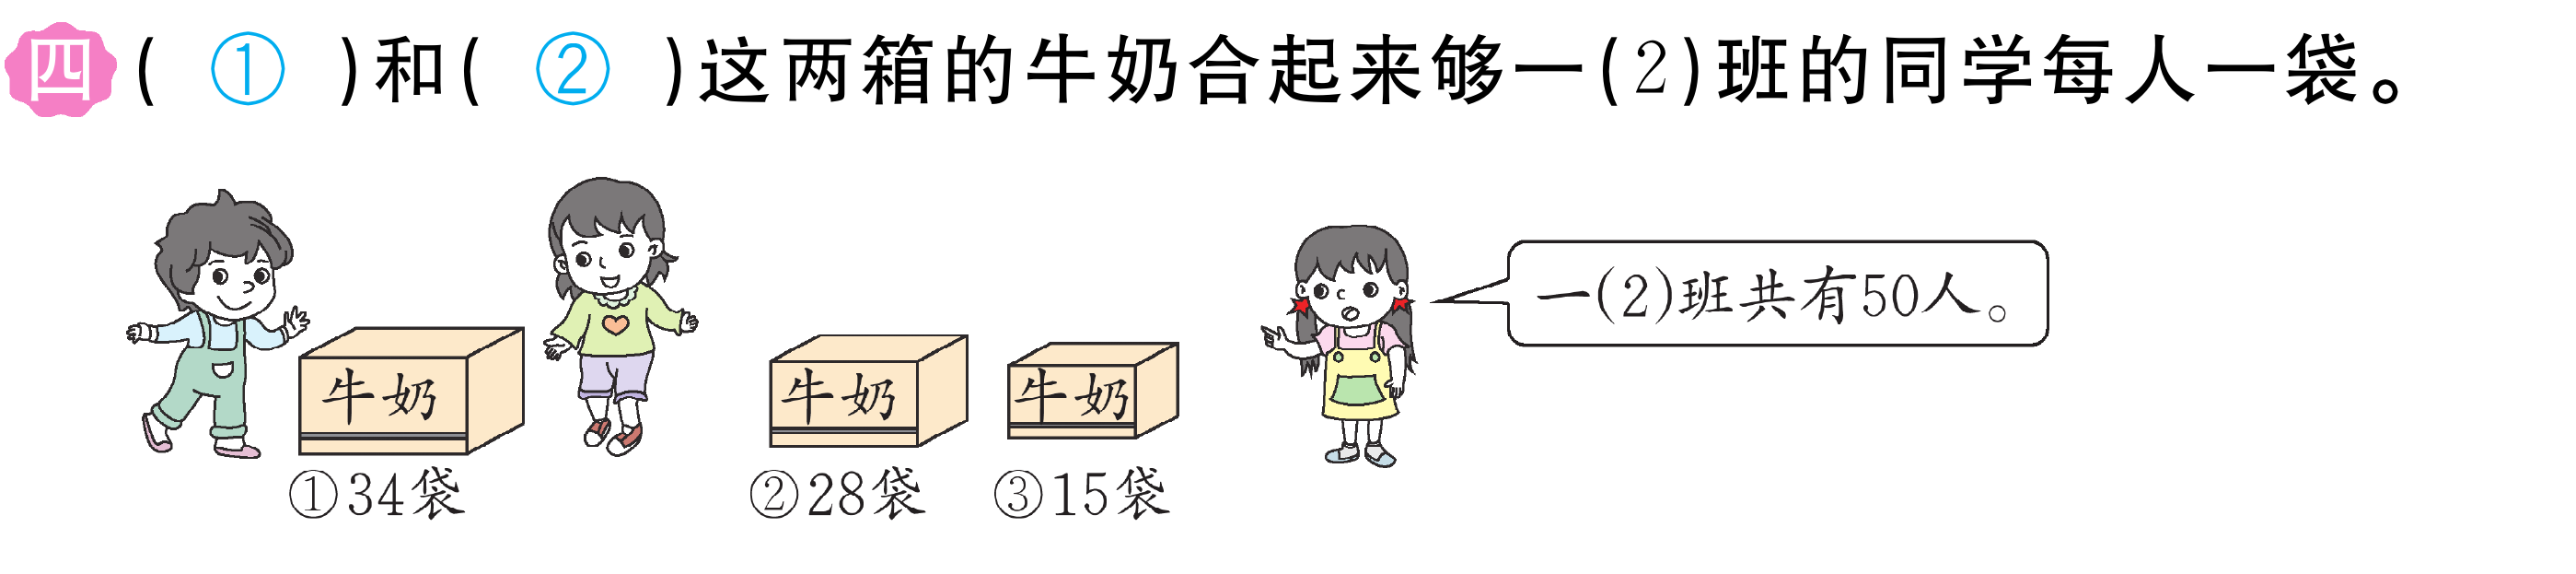 四 ( ① )和( ② )这两箱的牛奶合起来够一(2)班的同学每人一袋。
一(2)班共有50人。
牛奶 牛奶 牛奶
①34袋 ②28袋 ③15袋